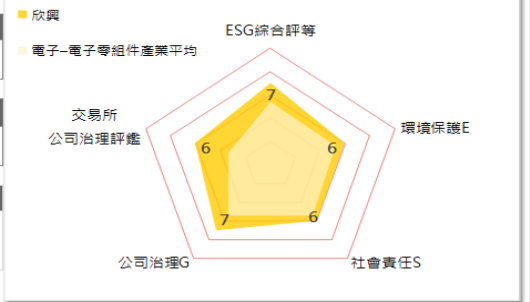 欣興
電子–電子零組件產業平均
ESG綜合評等
7
環境保護E
6
社會責任S
6
公司治理G
7
交易所
公司治理評鑑
6